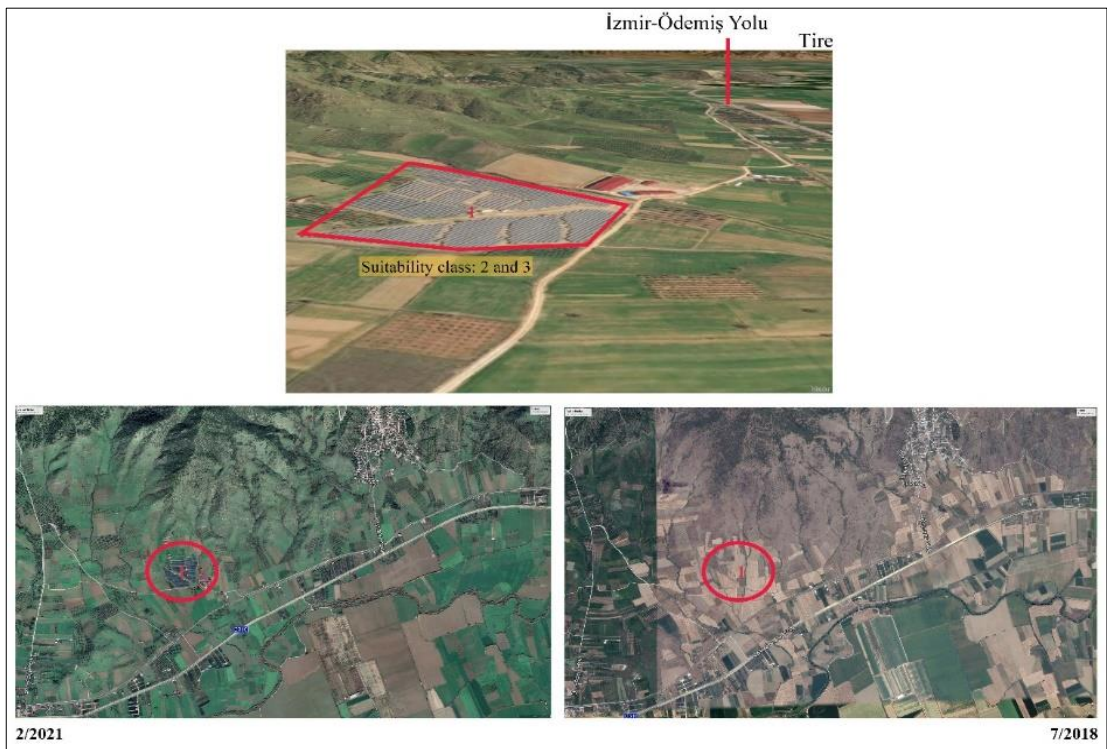 İzmir-Ödemiş Yolu
Tire
1
Suitability class: 2 and 3
2/2021
7/2018